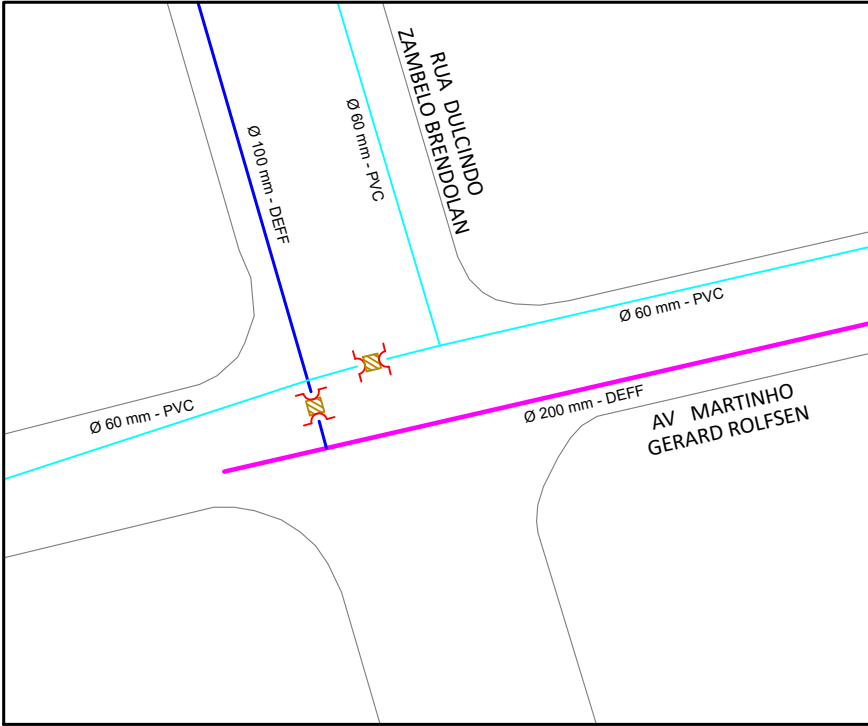 RUA DULCINDO
ZAMBELO BRENDOLAN
Ø 60 mm - PVC
Ø 100 mm - DEFF
Ø 60 mm - PVC
Ø 60 mm - PVC
Ø 200 mm - DEFF
AV MARTINHO
GERARD ROLFSEN